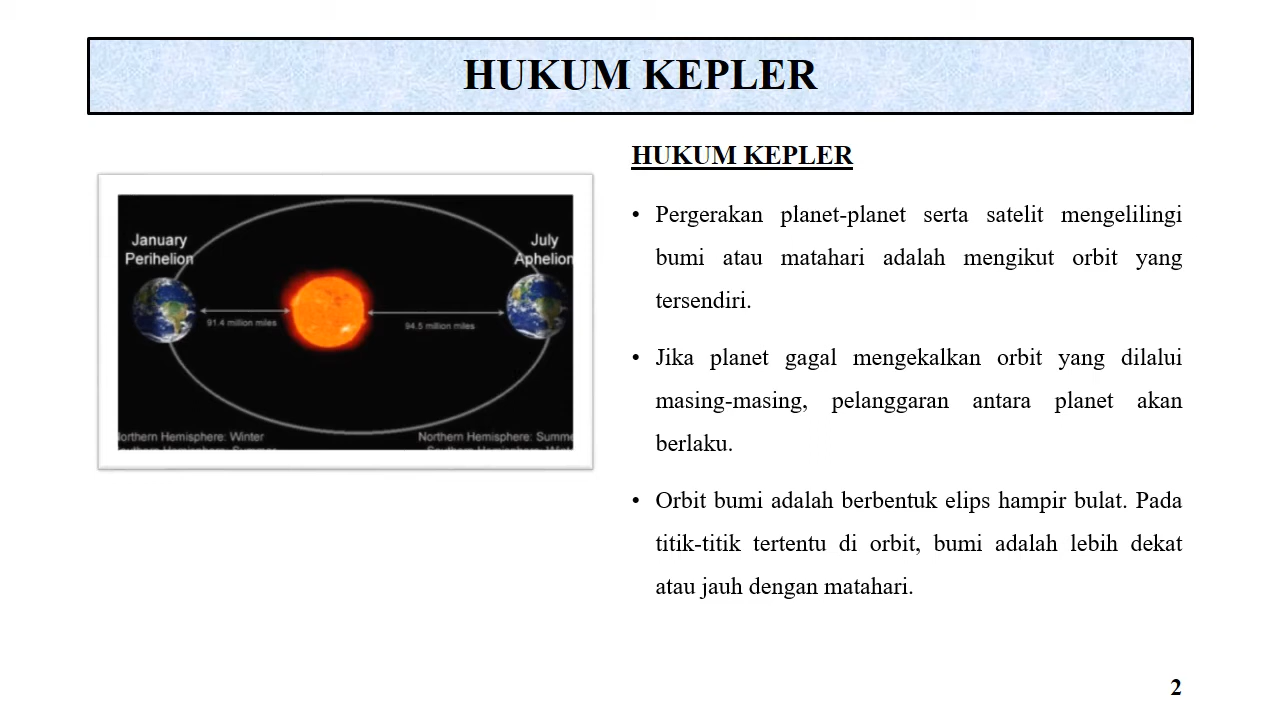 HUKUM KEPLER
January
Perihelion
July
Aphelion
91.4 million miles
94.5 million miles
Northern Hemisphere: Winter
Northern Hemisphere: Summe
HUKUM KEPLER
• Pergerakan planet-planet serta satelit mengelilingi
bumi atau matahari adalah mengikut orbit yang
tersendiri.
• Jika planet gagal mengekalkan orbit yang dilalui
masing-masing, pelanggaran antara planet akan
berlaku.
• Orbit bumi adalah berbentuk elips hampir bulat. Pada
titik-titik tertentu di orbit, bumi adalah lebih dekat
atau jauh dengan matahari.
2